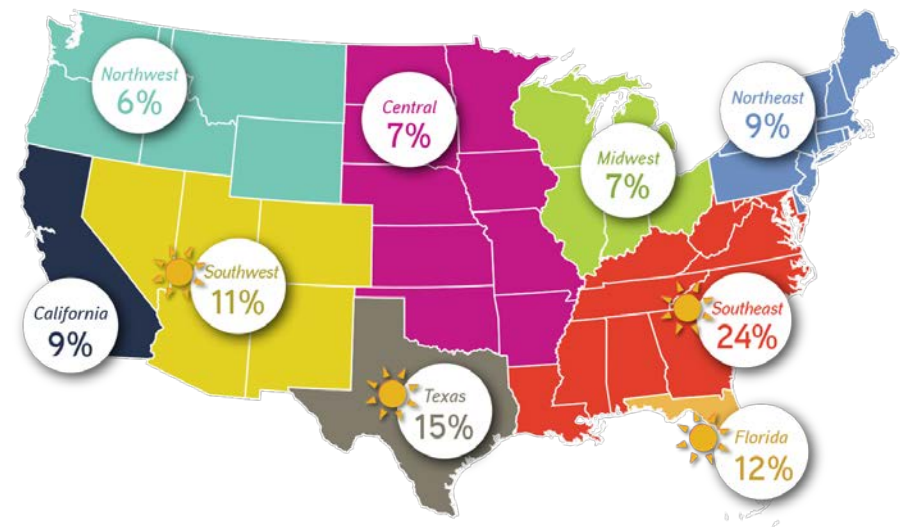 Northwest
6%
Central
7%
Northeast
9%
Midwest
7%
Southwest
11%
California
9%
Southeast
24%
Texas
15%
Florida
12%